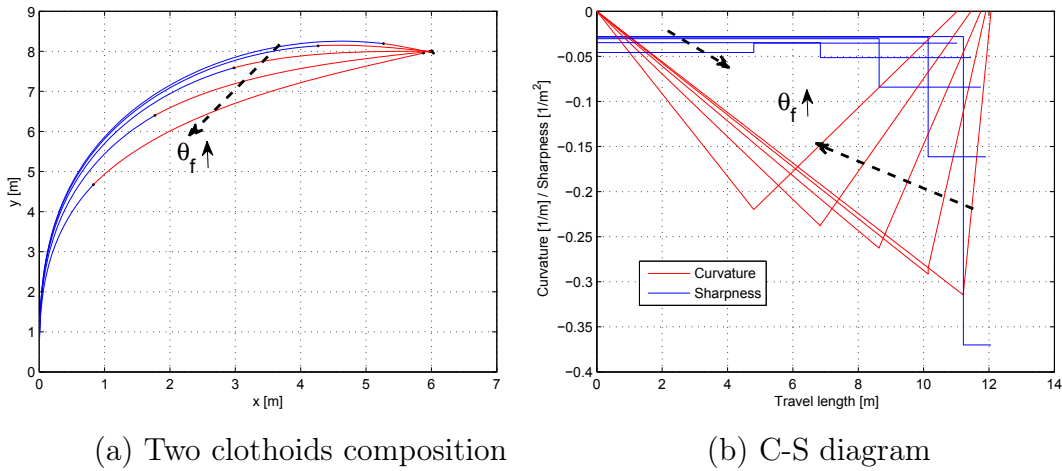 9
8
7
6
5
4
3
2
1
0
y [m]
0 1 2 3 4 5 6 7
x [m]
θf
(a) Two clothoids composition
0
−0.05
−0.1
−0.15
−0.2
−0.25
−0.3
−0.35
−0.4
Curvature [1/m] / Sharpness [1/m²]
0 2 4 6 8 10 12 14
Travel length [m]
θf
Curvature
Sharpness
(b) C-S diagram